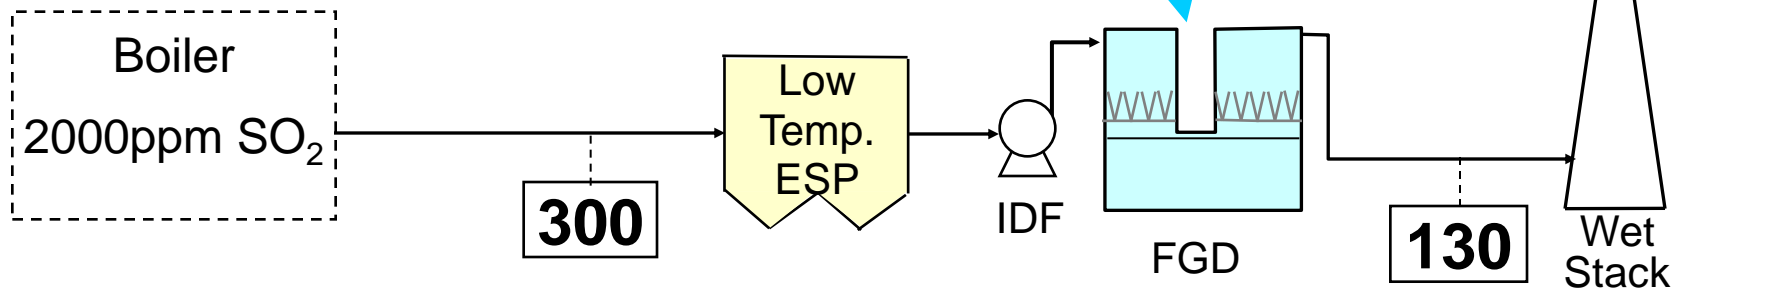 Boiler
2000ppm SO₂
300
Low
Temp.
ESP
IDF
FGD
130
Wet
Stack